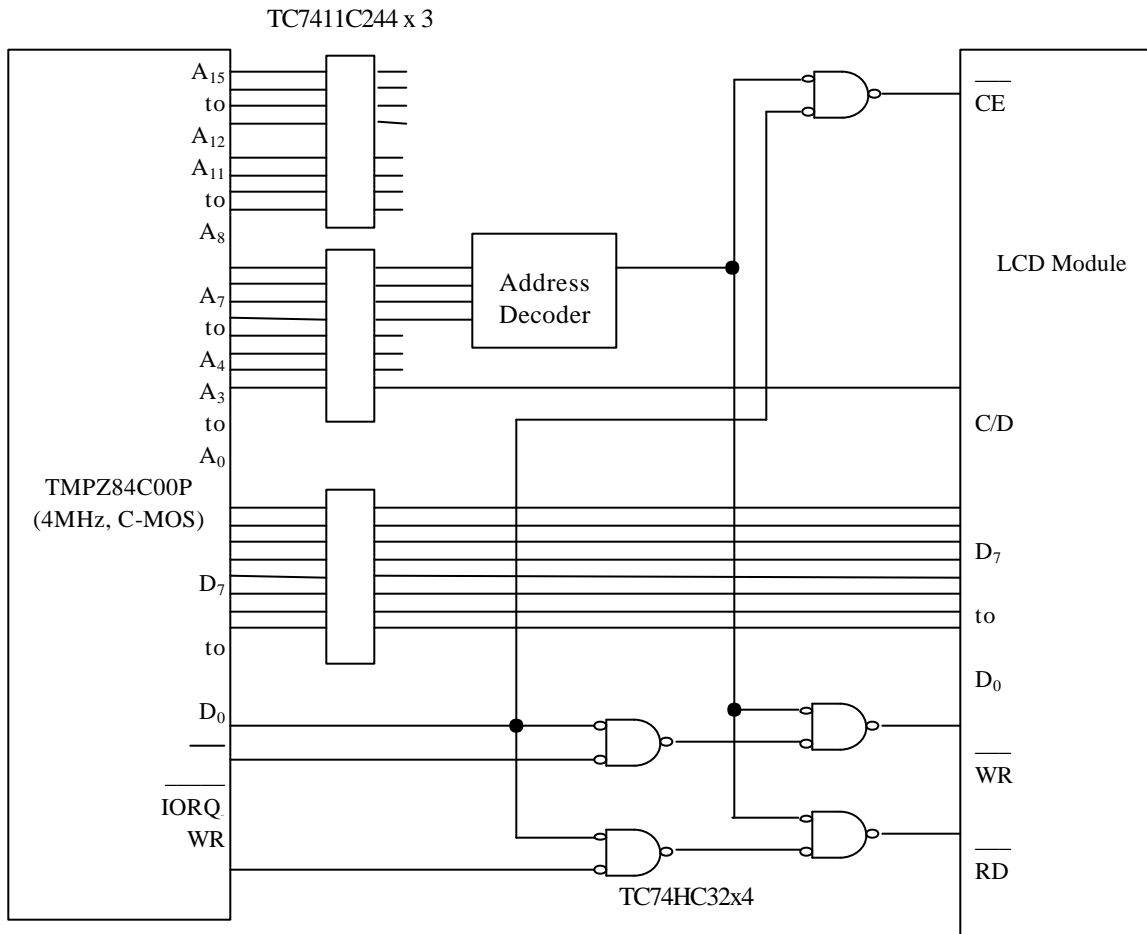 TC7411C244 x 3
A15
to
A12
A11
to
A8
A7
to
A4
A3
to
A0
TMPZ84C00P
(4MHz, C-MOS)
D7
to
D0
IORQ
WR
Address
Decoder
TC74HC32x4
CE
LCD Module
C/D
D7
to
D0
WR
RD